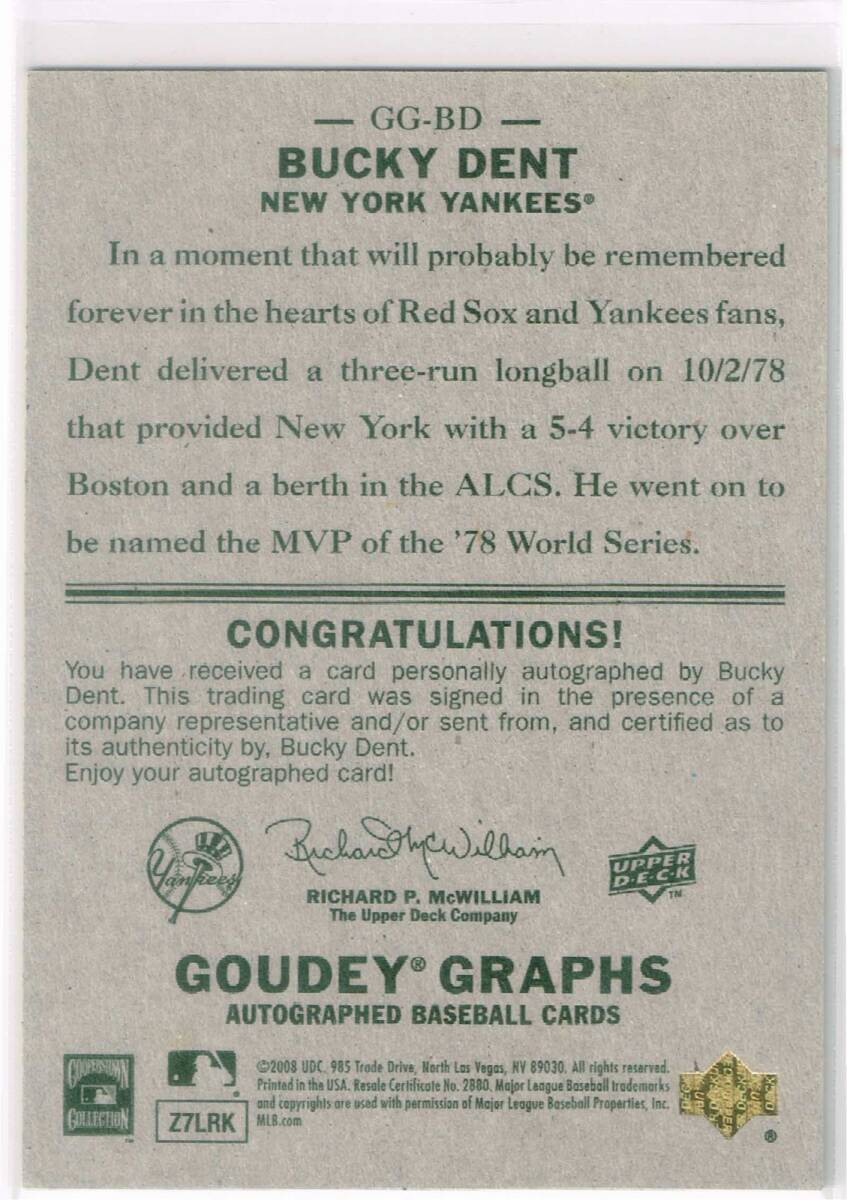 — GG-BD —
BUCKY DENT
NEW YORK YANKEES®
In a moment that will probably be remembered
forever in the hearts of Red Sox and Yankees fans,
Dent delivered a three-run longball on 10/2/78
that provided New York with a 5-4 victory over
Boston and a berth in the ALCS. He went on to
be named the MVP of the '78 World Series.
CONGRATULATIONS!
You have received a card personally autographed by Bucky
Dent. This trading card was signed in the presence of a
company representative and/or sent from, and certified as to
its authenticity by, Bucky Dent.
Enjoy your autographed card!
Yankees
Richard McWilliam
UPPER
D·E·C·K
TM
RICHARD P. McWILLIAM
The Upper Deck Company
GOUDEY® GRAPHS
AUTOGRAPHED BASEBALL CARDS
COOPERSTOWN
COLLECTION
™
Z7LRK
©2008 UDC. 985 Trade Drive, North Las Vegas, NV 89030. All rights reserved.
Printed in the USA. Resale Certificate No. 2880. Major League Baseball trademarks
and copyrights are used with permission of Major League Baseball Properties, Inc.
MLB.com
®